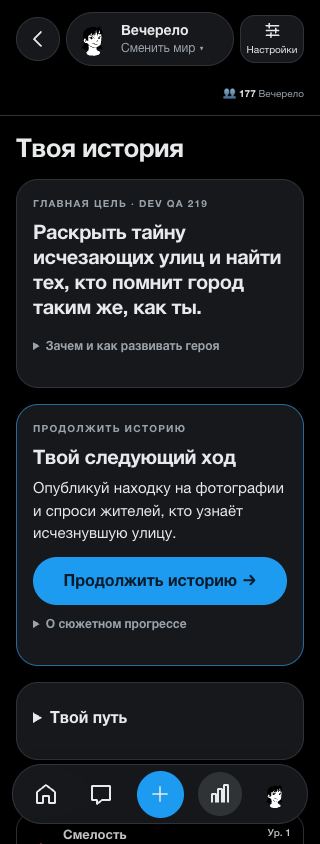 Вечерело
Сменить мир ▾
Настройки
👥 177 Вечерело
Твоя история
ГЛАВНАЯ ЦЕЛЬ · DEV QA 219
Раскрыть тайну
исчезающих улиц и найти
тех, кто помнит город
таким же, как ты.
▶ Зачем и как развивать героя
ПРОДОЛЖИТЬ ИСТОРИЮ
Твой следующий ход
Опубликуй находку на фотографии
и спроси жителей, кто узнаёт
исчезнувшую улицу.
Продолжить историю →
▶ О сюжетном прогрессе
▶ Твой путь
Смелость
Ур. 1